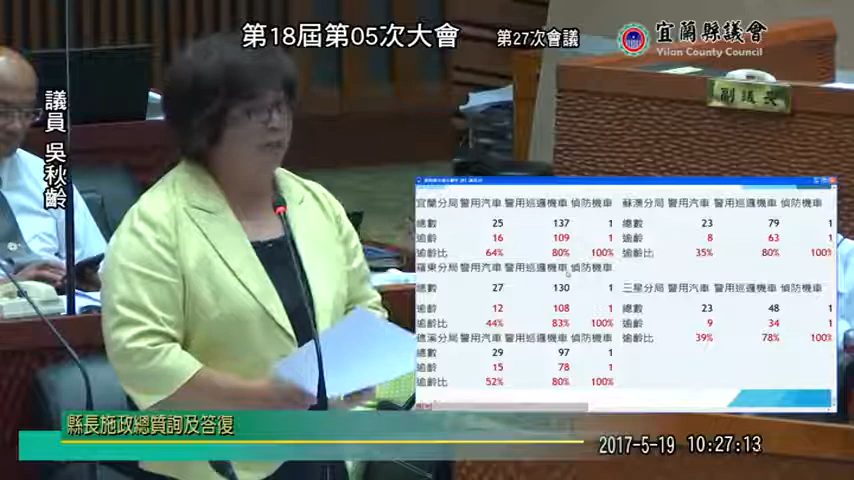 第18屆第05次大會
第27次會議
宜蘭縣議會
Yilan County Council
副議長
議員 吳秋齡
宜蘭分局 警用汽車 警用巡邏機車 偵防機車
總數 25 137 1
逾齡 16 109 1
逾齡比 64% 80% 100%
羅東分局 警用汽車 警用巡邏機車 偵防機車
總數 27 130 1
逾齡 12 108 1
逾齡比 44% 83% 100%
礁溪分局 警用汽車 警用巡邏機車 偵防機車
總數 29 97 1
逾齡 15 78 1
逾齡比 52% 80% 100%
蘇澳分局 警用汽車 警用巡邏機車 偵防機車
總數 23 79 1
逾齡 8 63 1
逾齡比 35% 80% 100%
三星分局 警用汽車 警用巡邏機車 偵防機車
總數 23 48 1
逾齡 9 34 1
逾齡比 39% 78% 100%
縣長施政總質詢及答復
2017-5-19 10:27:13